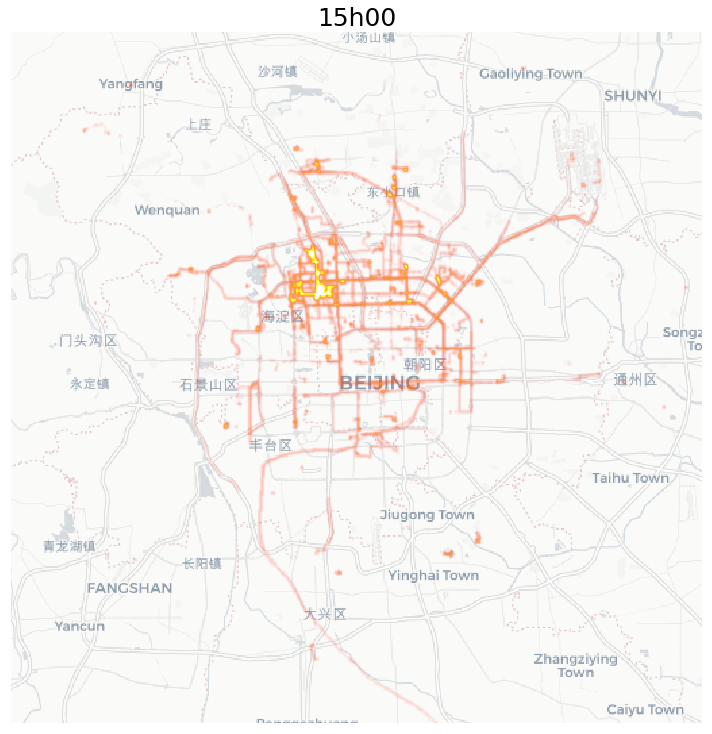 15h00
小汤山镇
沙河镇
Gaoliying Town
Yangfang
SHUNYI
上庄
东小口镇
Wenquan
海淀区
门头沟区
Songz
To
朝阳区
永定镇
石景山区
BEIJING
通州区
丰台区
Taihu Town
Jiugong Town
青龙湖镇
长阳镇
Yinghai Town
FANGSHAN
大兴区
Yancun
Zhangziying
Town
Caiyu Town